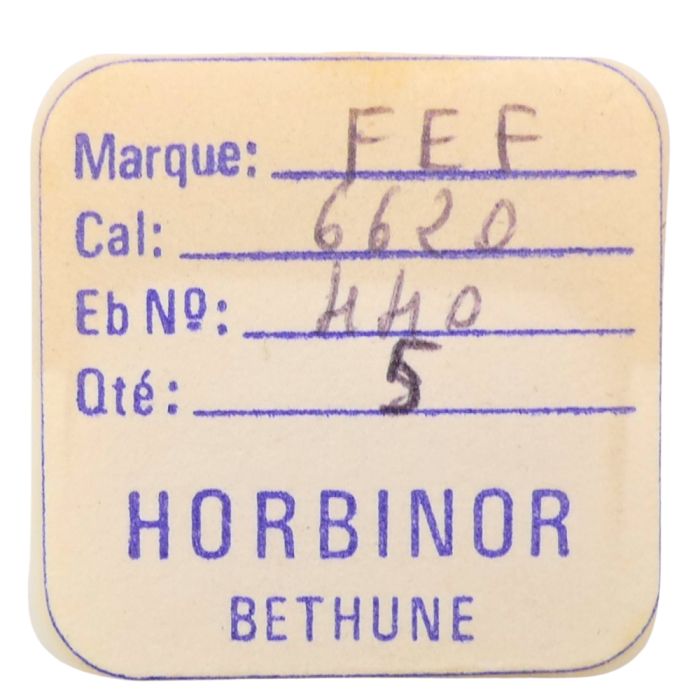 Marque: FEF
Cal: 6620
Eb Nº: 440
Qté: 5
HORBINOR
BETHUNE